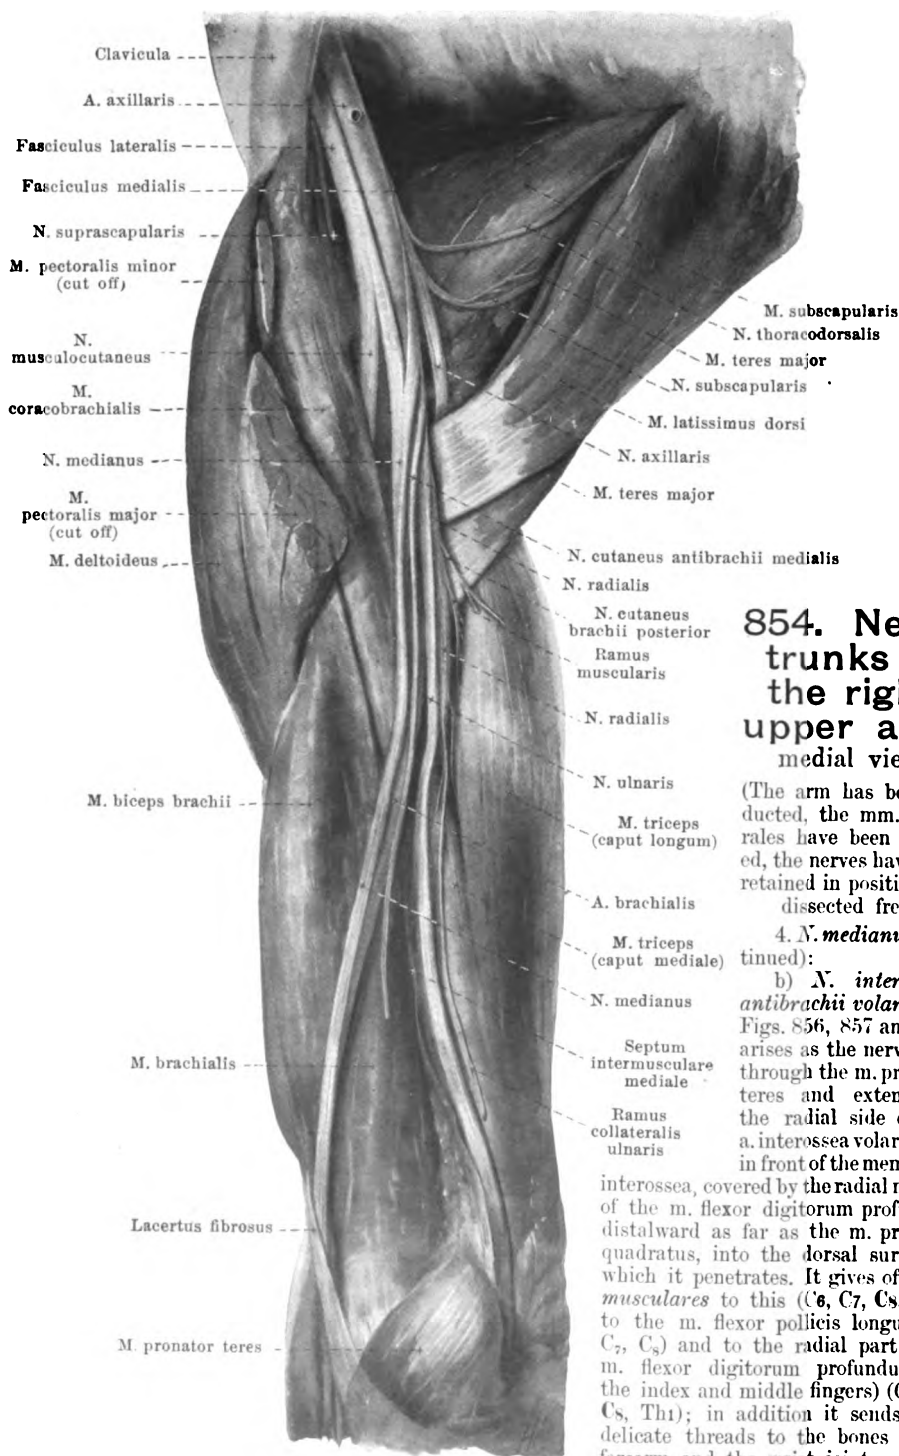 Clavicula
A. axillaris
Fasciculus lateralis
Fasciculus medialis
N. suprascapularis
M. pectoralis minor
(cut off)
N.
musculocutaneus
M.
coracobrachialis
N. medianus
M.
pectoralis major
(cut off)
M. deltoideus
M. biceps brachii
M. brachialis
Lacertus fibrosus
M. pronator teres
M. subscapularis
N. thoracodorsalis
M. teres major
N. subscapularis
M. latissimus dorsi
N. axillaris
M. teres major
N. cutaneus antibrachii medialis
N. radialis
N. cutaneus
brachii posterior
Ramus
muscularis
N. radialis
N. ulnaris
M. triceps
(caput longum)
A. brachialis
M. triceps
(caput mediale)
N. medianus
Septum
intermusculare
mediale
Ramus
collateralis
ulnaris
854. Ne
trunks
the rig
upper a
medial vie
(The arm has be
ducted, the mm.
rales have been
ed, the nerves hav
retained in positi
dissected fre
4. N. medianu
tinued):
b) N. inter
antibrachii volar
Figs. 856, 857 an
arises as the nerv
through the m. pr
teres and exten
the radial side
a. interossea volar
in front of the mem
interossea, covered by the radial
of the m. flexor digitorum prof
distalward as far as the m. pr
quadratus, into the dorsal sur
which it penetrates. It gives of
musculares to this (C6, C7, C8
to the m. flexor pollicis longu
C7, C8) and to the radial part
m. flexor digitorum profundu
the index and middle fingers) (
C8, Th1); in addition it sends
delicate threads to the bones